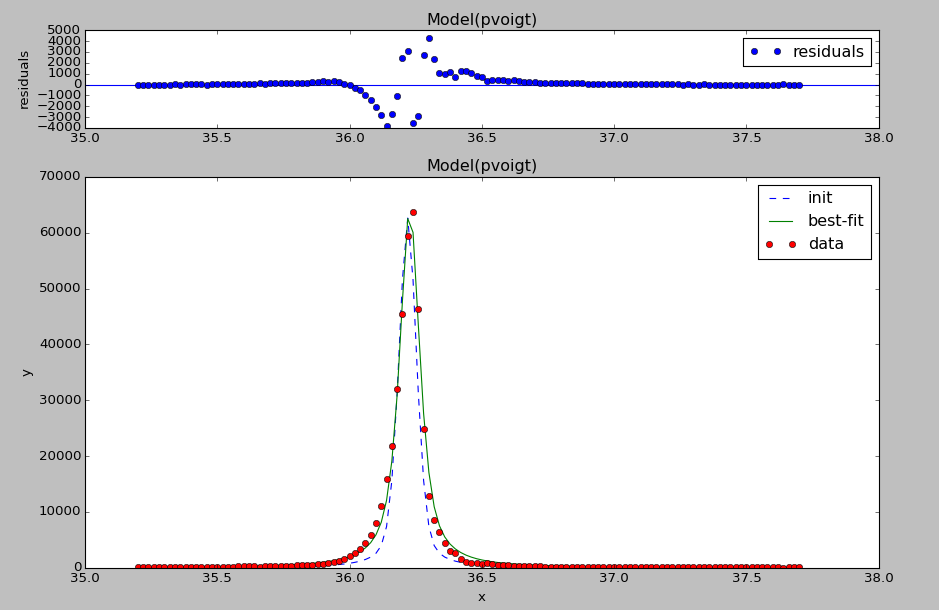 Model(pvoigt)
5000
4000
3000
2000
1000
0
−1000
−2000
−3000
−4000
residuals
residuals
35.0 35.5 36.0 36.5 37.0 37.5 38.0
Model(pvoigt)
70000
60000
50000
40000
30000
20000
10000
0
y
init
best-fit
data
35.0 35.5 36.0 36.5 37.0 37.5 38.0
x